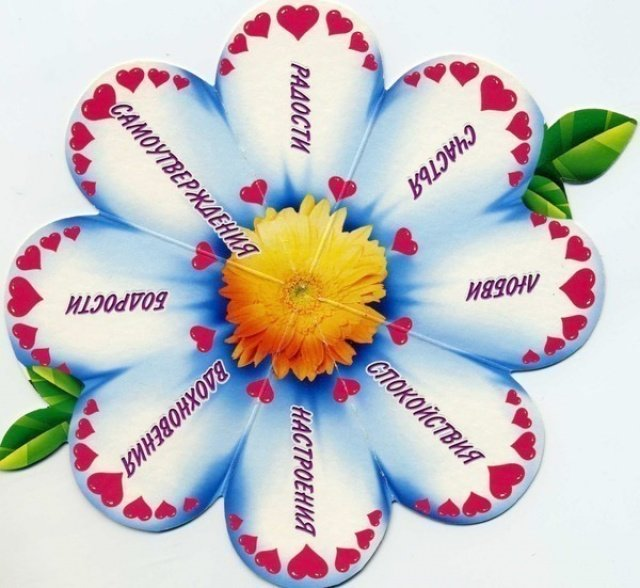 РАДОСТИ
СЧАСТЬЯ
ЛЮБВИ
СПОКОЙСТВИЯ
НАСТРОЕНИЯ
ВДОХНОВЕНИЯ
БОДРОСТИ
САМОУТВЕРЖДЕНИЯ